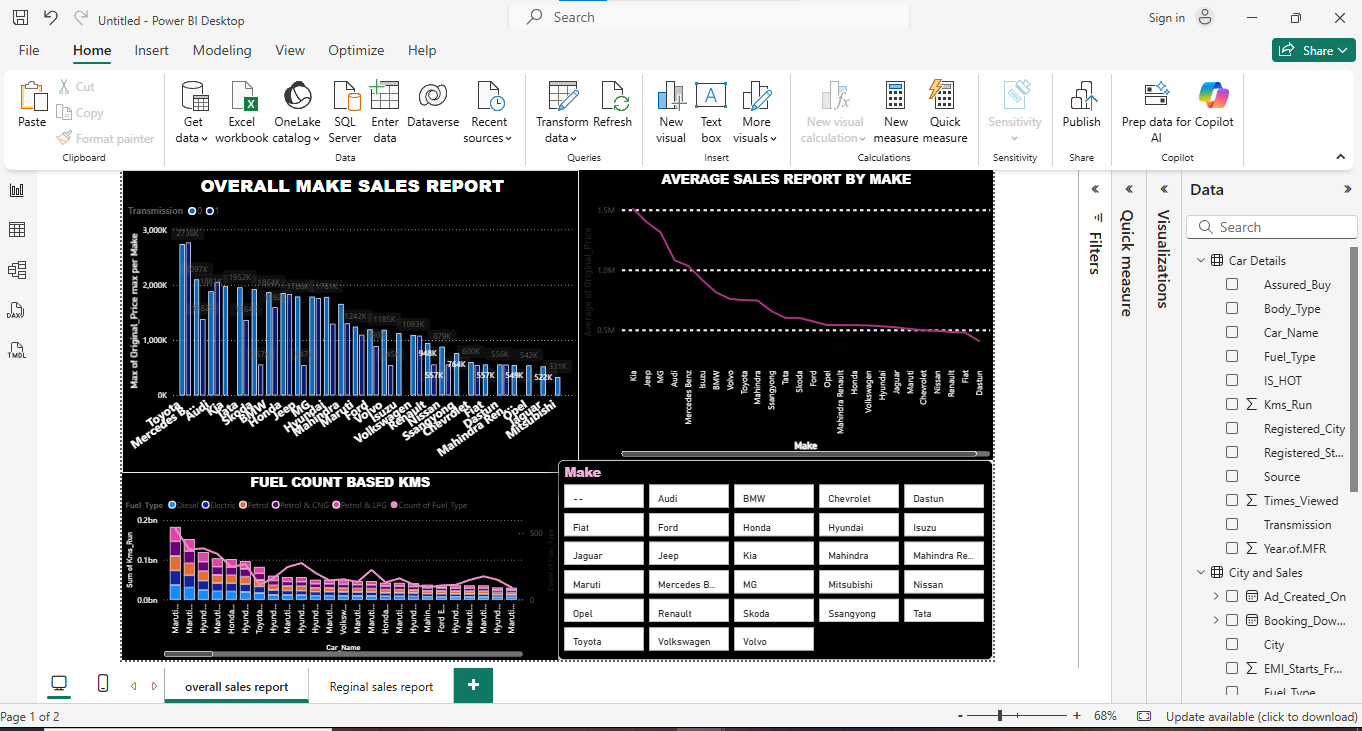 Untitled - Power BI Desktop
Search
Sign in
File Home Insert Modeling View Optimize Help
Share
Paste
Cut
Copy
Format painter
Clipboard
Get data
Excel workbook
OneLake catalog
SQL Server
Enter data
Dataverse
Recent sources
Data
Transform data
Refresh
Queries
New visual
Text box
More visuals
Insert
New visual calculation
New measure
Quick measure
Calculations
Sensitivity
Sensitivity
Publish
Share
Prep data for AI
Copilot
Copilot
OVERALL MAKE SALES REPORT
Transmission 0 1
Max of Original_Price max per Make
3,000K
2,000K
1,000K
0K
2736K
1952K
1781K
1242K
1185K
1093K
948K
557K
879K
764K
600K
557K
556K
549K
542K
522K
331K
Toyota
Mercedes B...
Audi
Kia
Tata
Skoda
BMW
Honda
Jeep
MG
Hyundai
Mahindra
Maruti
Ford
Volvo
Isuzu
Volkswagen
Renault
Nissan
Ssangyong
Chevrolet
Fiat
Datsun
Mahindra Ren...
Opel
Jaguar
Mitsubishi
AVERAGE SALES REPORT BY MAKE
Average of Original_Price
1.5M
1.0M
0.5M
Kia
Jeep
MG
Audi
Mercedes Benz
Isuzu
BMW
Volvo
Toyota
Mahindra
Ssangyong
Tata
Skoda
Ford
Opel
Mahindra Renault
Honda
Volkswagen
Hyundai
Jaguar
Maruti
Chevrolet
Nissan
Renault
Fiat
Datsun
Make
FUEL COUNT BASED KMS
Fuel_Type Diesel Electric Petrol Petrol & CNG Petrol & LPG Count of Fuel_Type
Sum of Kms_Run
0.2bn
0.1bn
0.0bn
500
0
Count of Fuel_Type
Maruti...
Maruti...
Hyund...
Maruti...
Honda...
Hyund...
Toyota...
Hyund...
Maruti...
Hyund...
Hyund...
Maruti...
Volksw...
Maruti...
Maruti...
Honda...
Maruti...
Hyund...
Mahin...
Ford E...
Hyund...
Maruti...
Maruti...
Hyund...
Maruti...
Car_Name
Make
-- Audi BMW Chevrolet Dastun
Fiat Ford Honda Hyundai Isuzu
Jaguar Jeep Kia Mahindra Mahindra Re...
Maruti Mercedes B... MG Mitsubishi Nissan
Opel Renault Skoda Ssangyong Tata
Toyota Volkswagen Volvo
Filters
Quick measure
Visualizations
Data
Search
Car Details
Assured_Buy
Body_Type
Car_Name
Fuel_Type
IS_HOT
Kms_Run
Registered_City
Registered_St...
Source
Times_Viewed
Transmission
Year.of.MFR
City and Sales
Ad_Created_On
Booking_Dow...
City
EMI_Starts_Fr...
Fuel_Type
overall sales report
Reginal sales report
Page 1 of 2
68%
Update available (click to download)